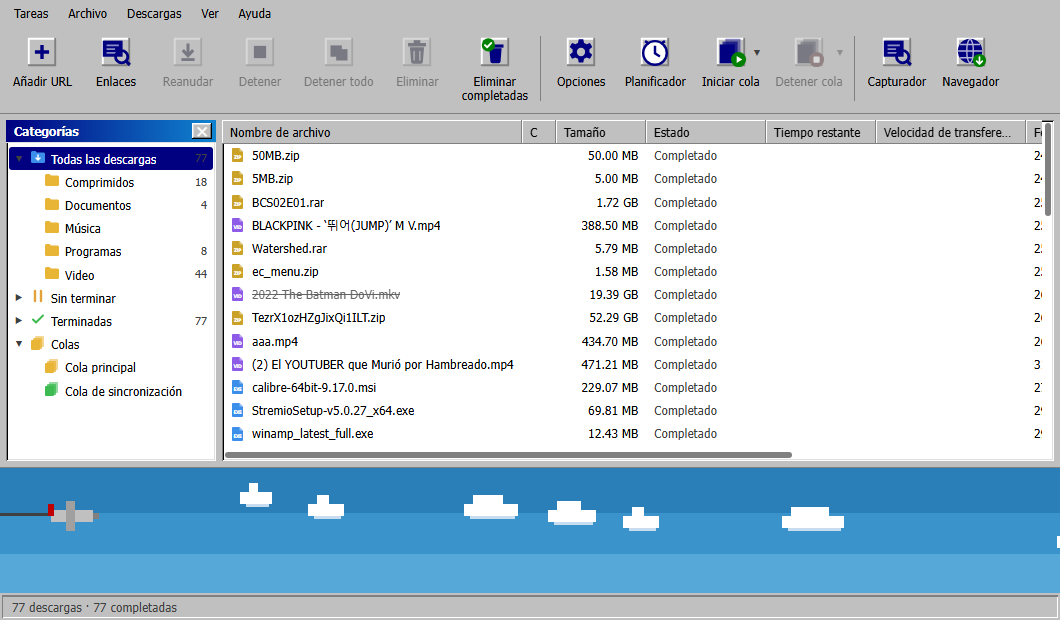 Tareas Archivo Descargas Ver Ayuda
Añadir URL Enlaces Reanudar Detener Detener todo Eliminar Eliminar completadas Opciones Planificador Iniciar cola Detener cola Capturador Navegador
Categorías
Todas las descargas 77
Comprimidos 18
Documentos 4
Música
Programas 8
Video 44
Sin terminar
Terminadas 77
Colas
Cola principal
Cola de sincronización
Nombre de archivo C Tamaño Estado Tiempo restante Velocidad de transfere...
50MB.zip 50.00 MB Completado
5MB.zip 5.00 MB Completado
BCS02E01.rar 1.72 GB Completado
BLACKPINK - ‘뛰어(JUMP)’ M V.mp4 388.50 MB Completado
Watershed.rar 5.79 MB Completado
ec_menu.zip 1.58 MB Completado
2022 The Batman DoVi.mkv 19.39 GB Completado
TezrX1ozHZgJixQi1ILT.zip 52.29 GB Completado
aaa.mp4 434.70 MB Completado
(2) El YOUTUBER que Murió por Hambreado.mp4 471.21 MB Completado
calibre-64bit-9.17.0.msi 229.07 MB Completado
StremioSetup-v5.0.27_x64.exe 69.81 MB Completado
winamp_latest_full.exe 12.43 MB Completado
77 descargas · 77 completadas